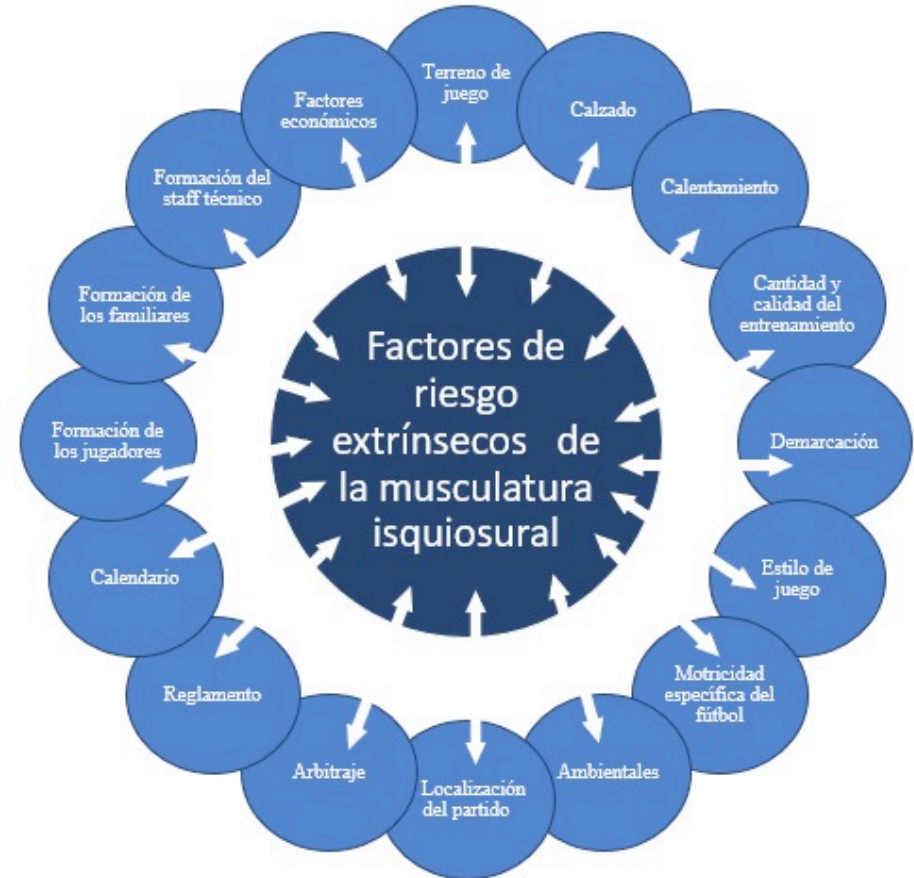 Factores de
riesgo
extrínsecos de
la musculatura
isquiosural
Terreno de
juego
Calzado
Calentamiento
Cantidad y
calidad del
entrenamiento
Demarcación
Estilo de
juego
Motricidad
específica del
fútbol
Ambientales
Localización
del partido
Arbitraje
Reglamento
Calendario
Formación de
los jugadores
Formación de
los familiares
Formación del
staff técnico
Factores
económicos